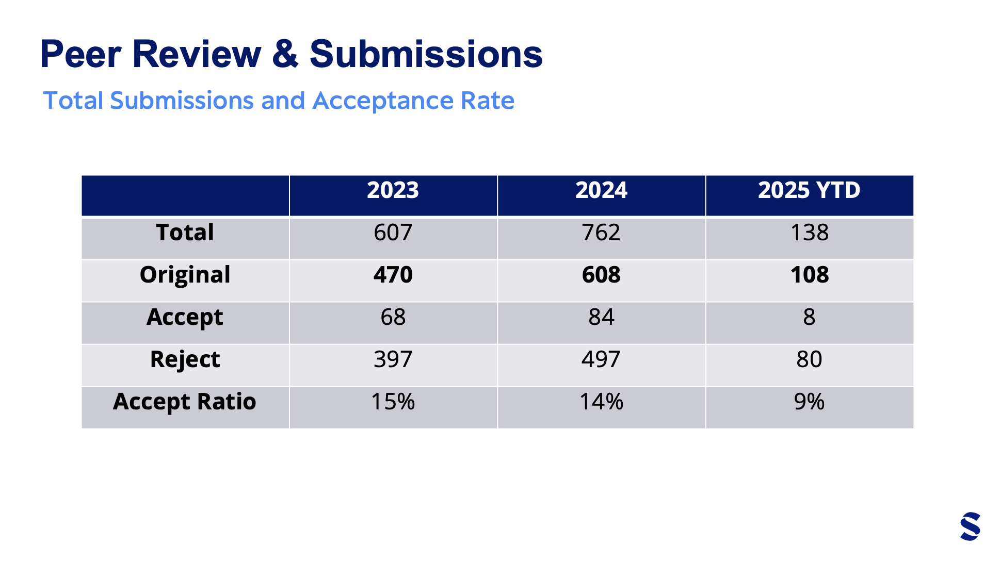 Peer Review & Submissions
Total Submissions and Acceptance Rate
2023 2024 2025 YTD
Total 607 762 138
Original 470 608 108
Accept 68 84 8
Reject 397 497 80
Accept Ratio 15% 14% 9%